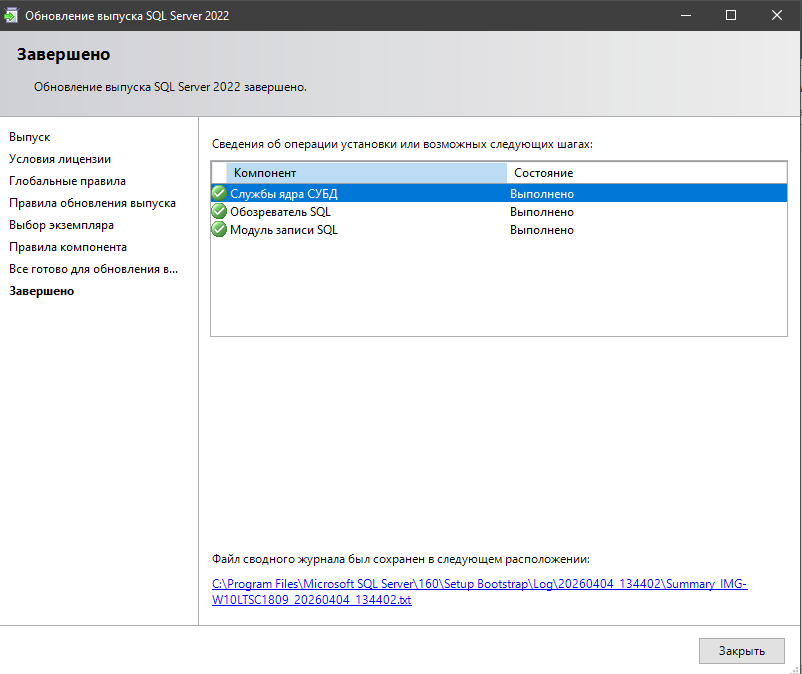 Обновление выпуска SQL Server 2022
Завершено
Обновление выпуска SQL Server 2022 завершено.
Выпуск
Условия лицензии
Глобальные правила
Правила обновления выпуска
Выбор экземпляра
Правила компонента
Все готово для обновления в...
Завершено
Сведения об операции установки или возможных следующих шагах:
Компонент Состояние
Службы ядра СУБД Выполнено
Обозреватель SQL Выполнено
Модуль записи SQL Выполнено
Файл сводного журнала был сохранен в следующем расположении:
C:\Program Files\Microsoft SQL Server\160\Setup Bootstrap\Log\20260404_134402\Summary_IMG-
W10LTSC1809_20260404_134402.txt
Закрыть